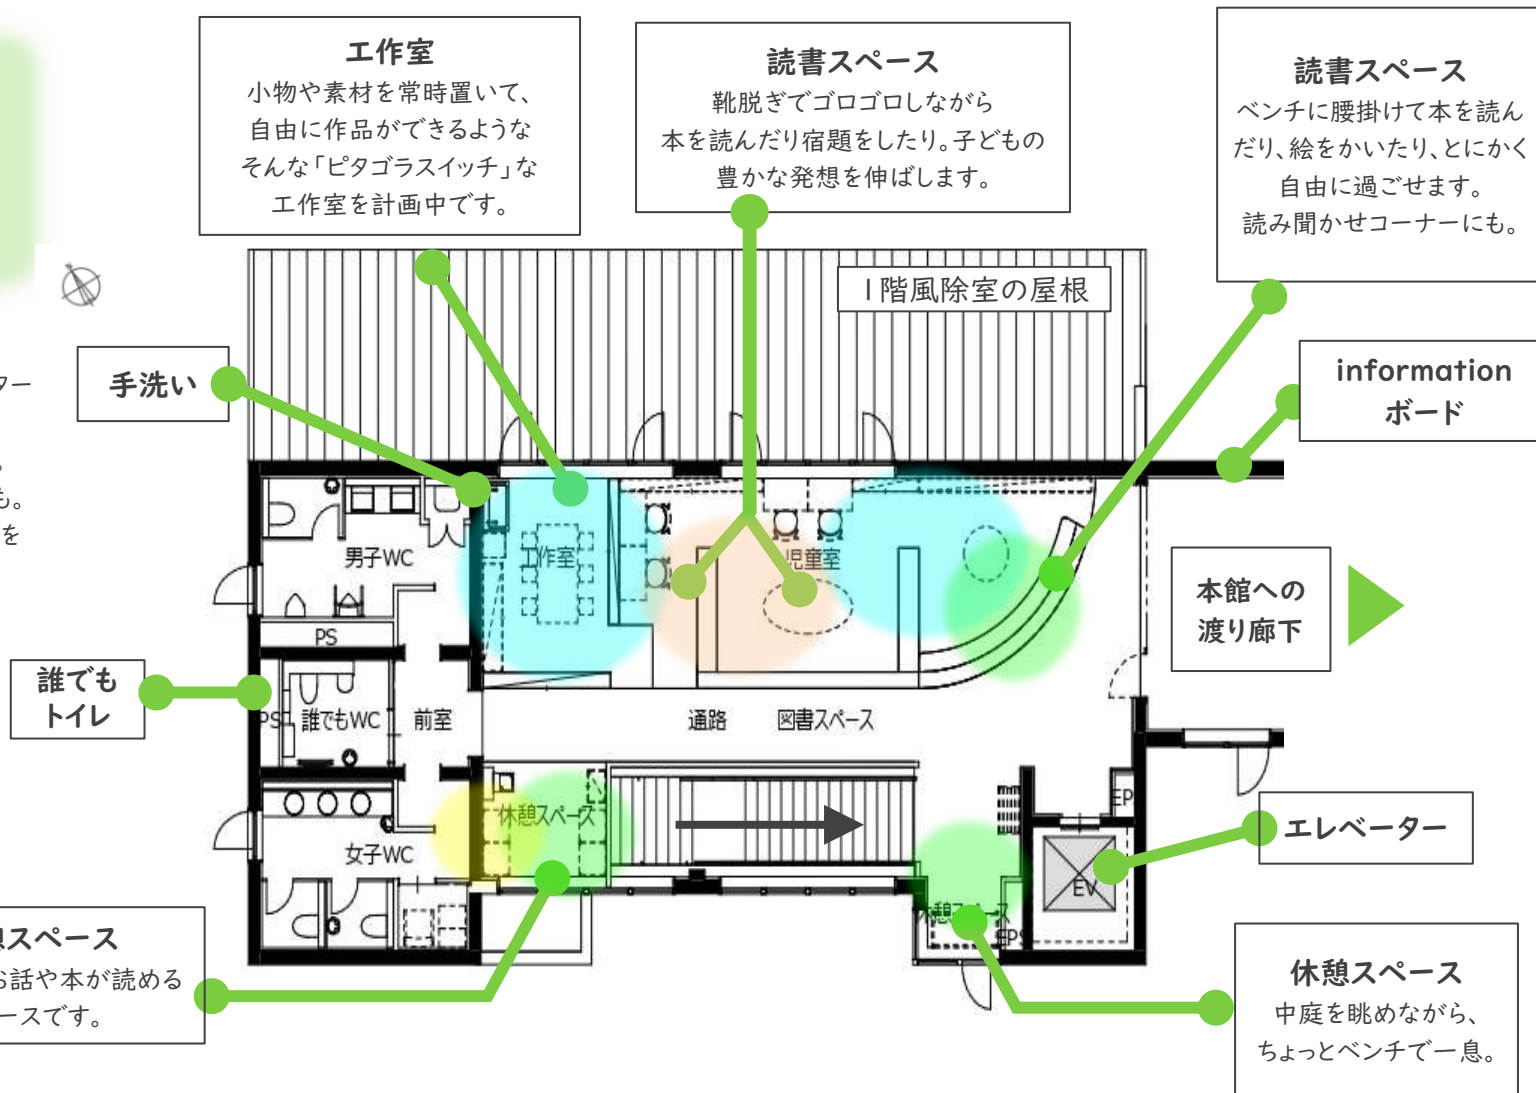 工作室
小物や素材を常時置いて、
自由に作品ができるような
そんな「ピタゴラスイッチ」な
工作室を計画中です。
読書スペース
靴脱ぎでゴロゴロしながら
本を読んだり宿題をしたり。子どもの
豊かな発想を伸ばします。
読書スペース
ベンチに腰掛けて本を読ん
だり、絵をかいたり、とにかく
自由に過ごせます。
読み聞かせコーナーにも。
1階風除室の屋根
ター
も。
を
手洗い
information
ボード
男子WC
工作室
児童室
PS
本館への
渡り廊下
誰でも
トイレ
PS
誰でもWC
前室
通路
図書スペース
休憩スペース
女子WC
EP
エレベーター
EV
休憩スペース
EPS
憩スペース
お話や本が読める
ースです。
休憩スペース
中庭を眺めながら、
ちょっとベンチで一息。